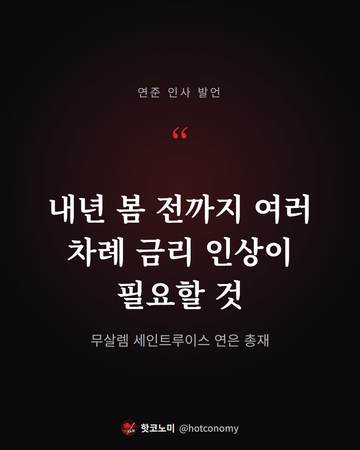 연준 인사 발언
“
내년 봄 전까지 여러
차례 금리 인상이
필요할 것
무살렘 세인트루이스 연은 총재
핫코노미 @hotconomy